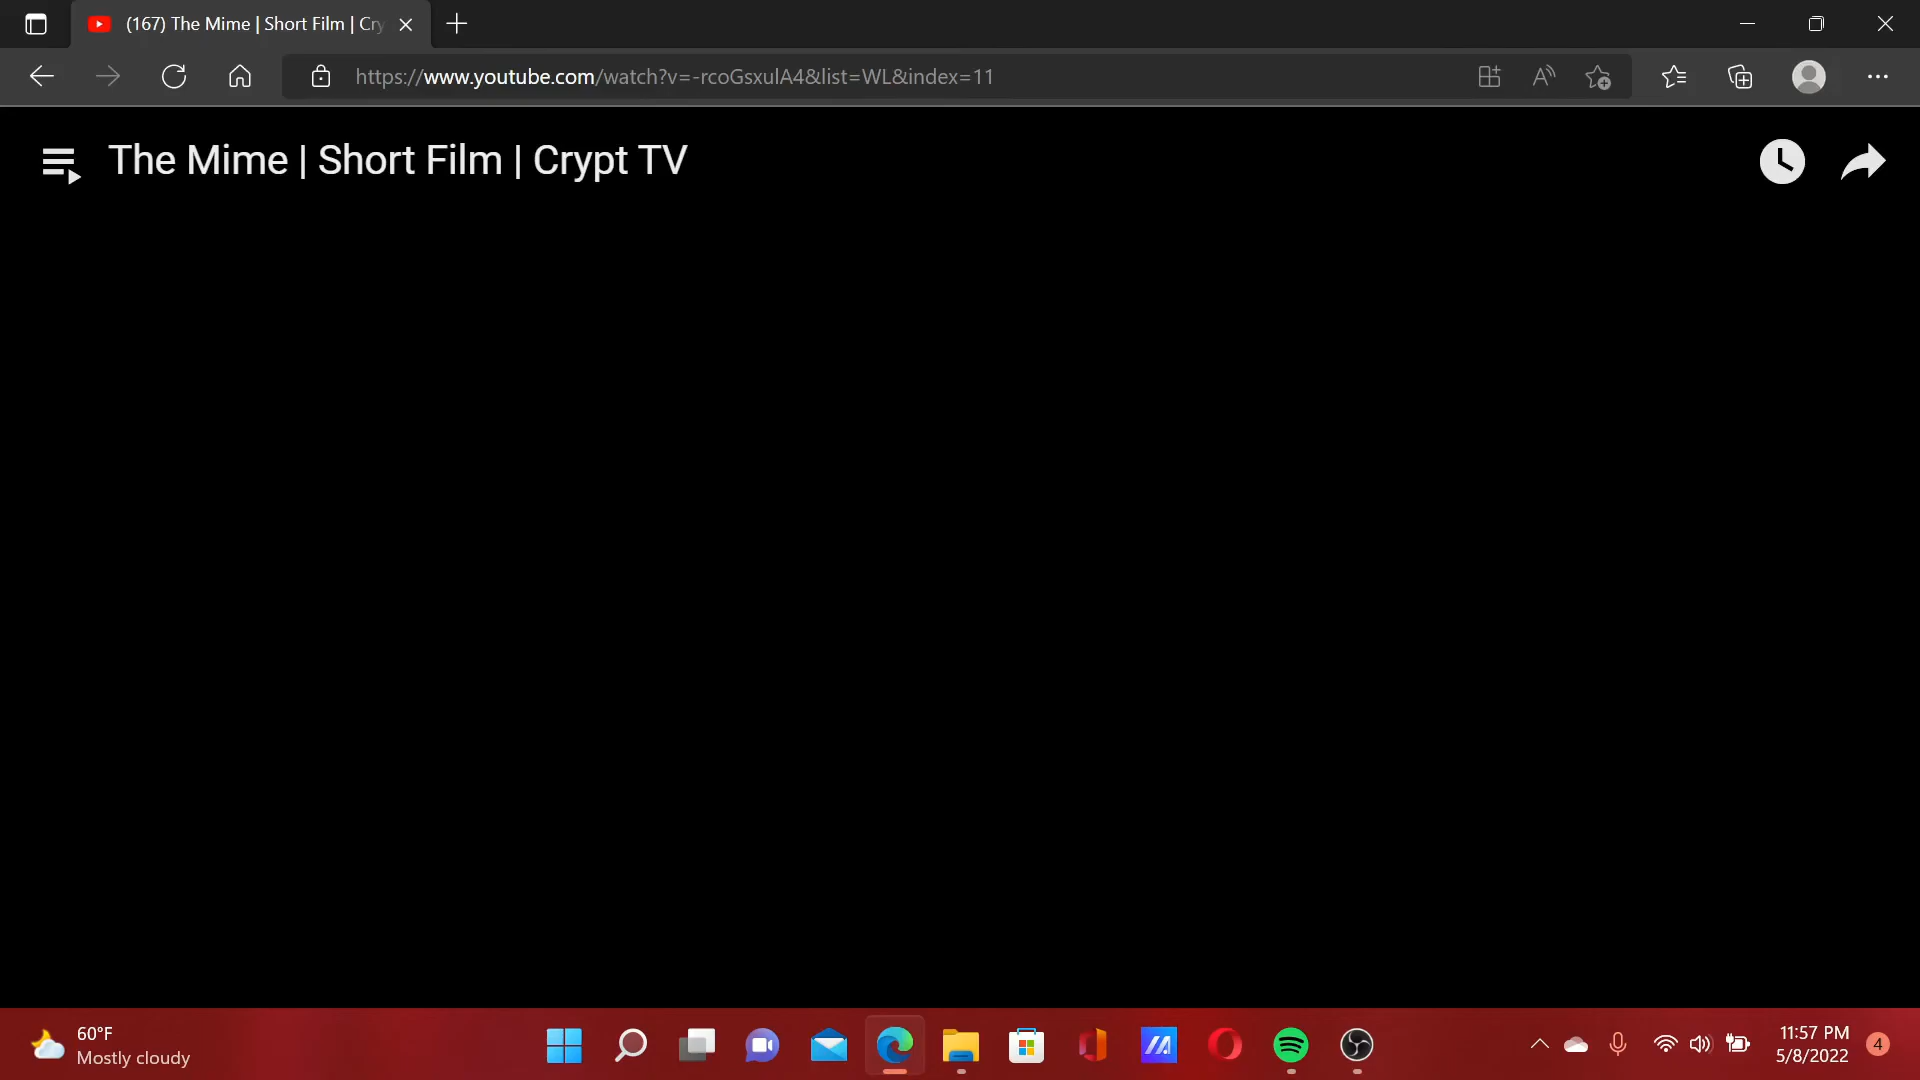 (167) The Mime | Short Film | Cry
https://www.youtube.com/watch?v=-rcoGsxulA4&list=WL&index=11
The Mime | Short Film | Crypt TV
60°F
Mostly cloudy
11:57 PM
5/8/2022
4